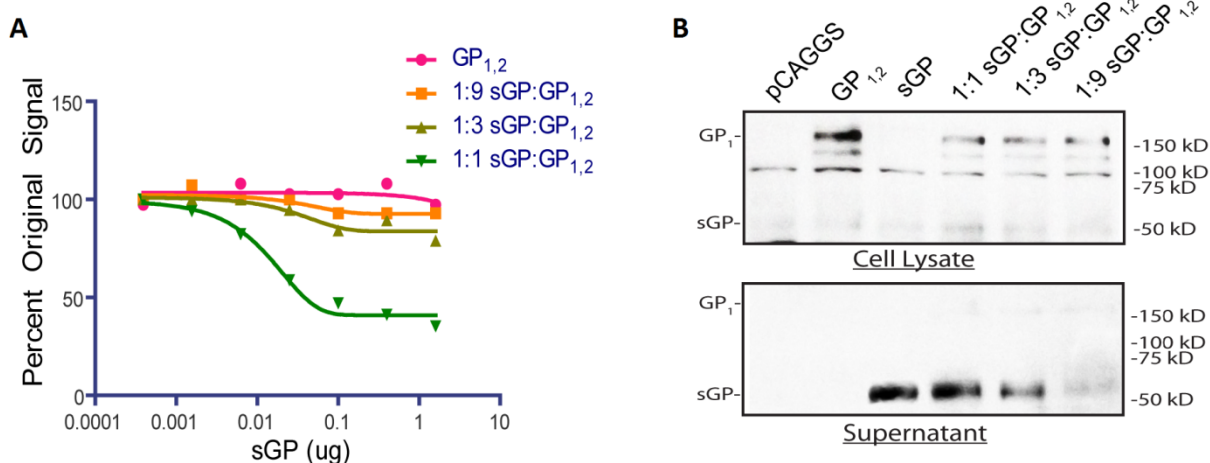 A
Percent Original Signal
150
100
50
0
0.0001
0.001
0.01
0.1
1
10
sGP (ug)
GP1,2
1:9 sGP:GP1,2
1:3 sGP:GP1,2
1:1 sGP:GP1,2
B
pCAGGS
GP 1,2
sGP
1:1 sGP:GP 1,2
1:3 sGP:GP 1,2
1:9 sGP:GP 1,2
GP1-
sGP-
-150 kD
-100 kD
-75 kD
-50 kD
Cell Lysate
GP1-
sGP-
-150 kD
-100 kD
-75 kD
-50 kD
Supernatant